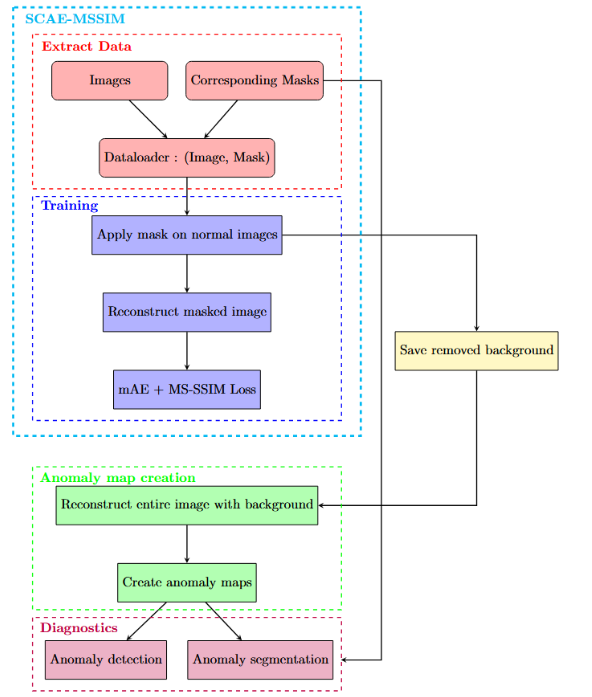 SCAE-MSSIM
Extract Data
Images
Corresponding Masks
Dataloader : (Image, Mask)
Training
Apply mask on normal images
Reconstruct masked image
Save removed background
mAE + MS-SSIM Loss
Anomaly map creation
Reconstruct entire image with background
Create anomaly maps
Diagnostics
Anomaly detection
Anomaly segmentation